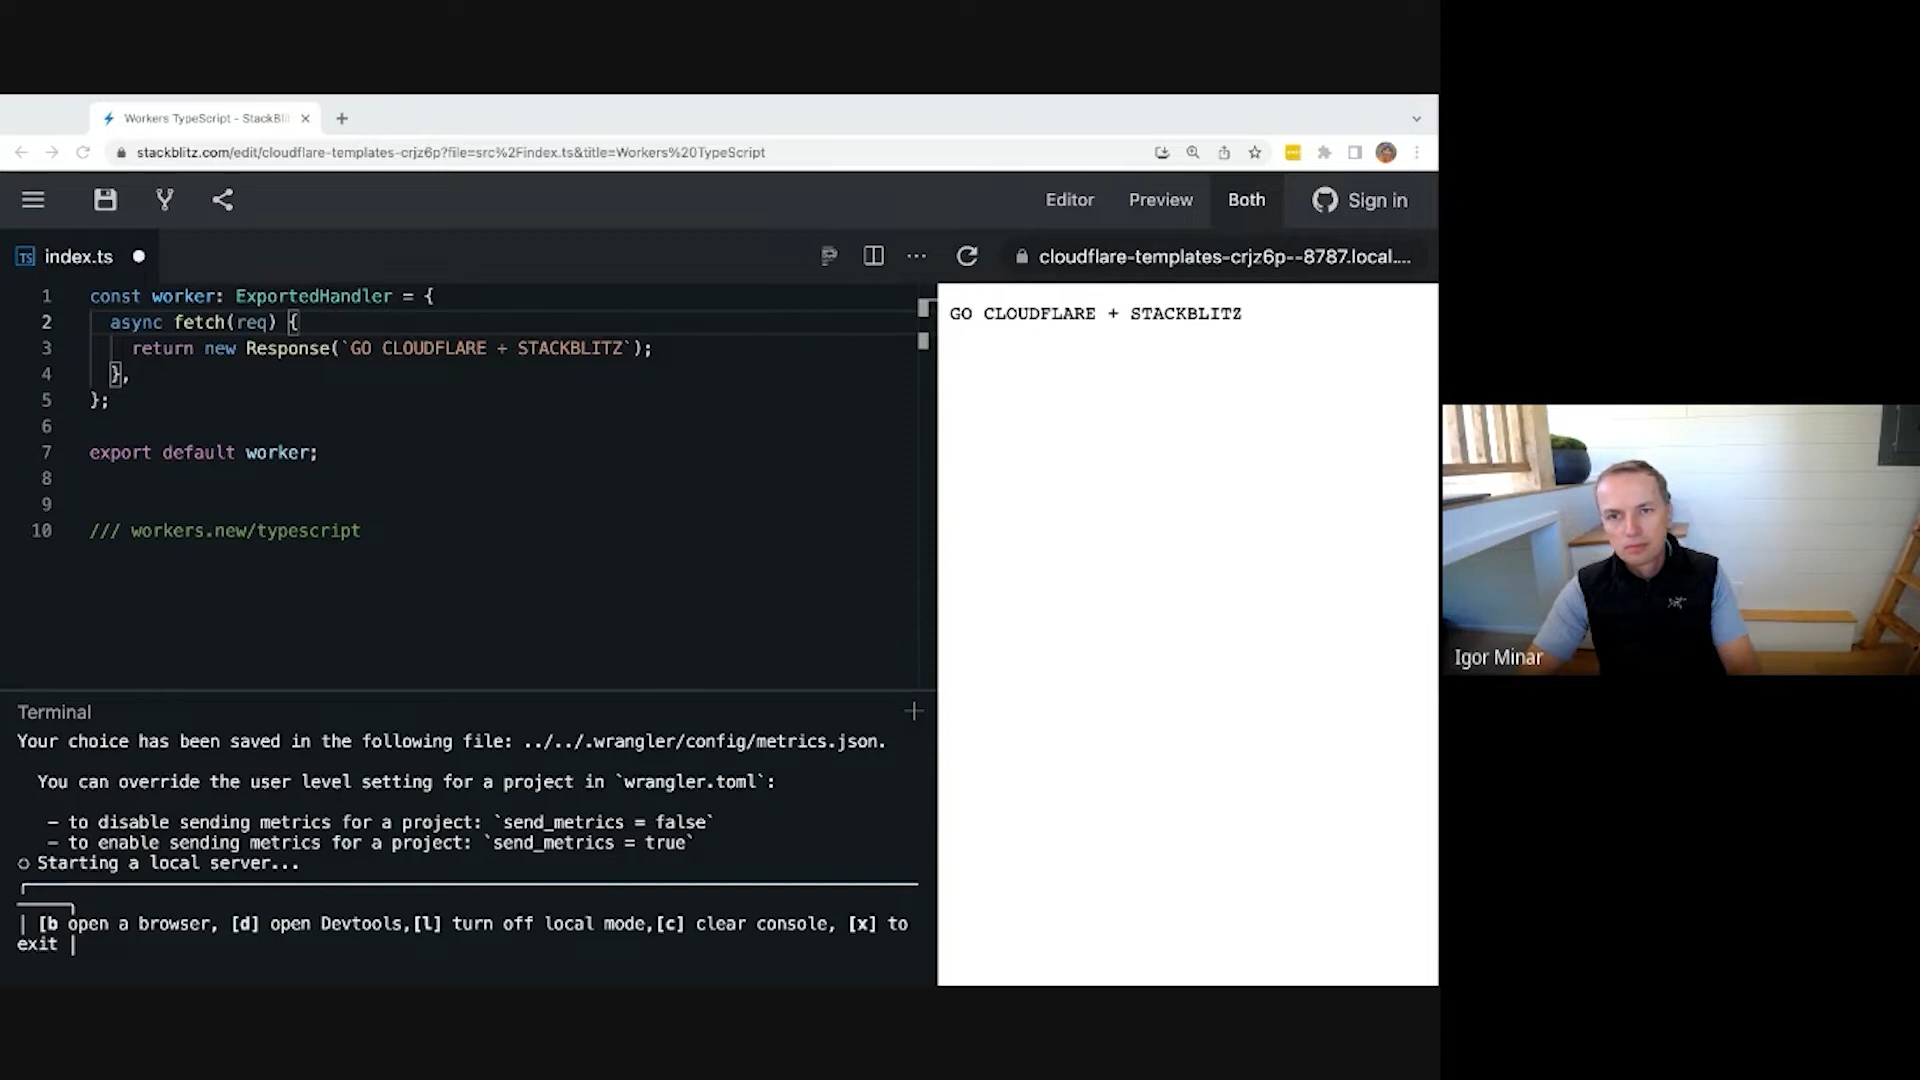 Workers TypeScript - StackBlit
stackblitz.com/edit/cloudflare-templates-crjz6p?file=src%2Findex.ts&title=Workers%20TypeScript
Editor Preview Both Sign in
TS index.ts
cloudflare-templates-crjz6p--8787.local....
1 const worker: ExportedHandler = {
2 async fetch(req) {
3 return new Response(`GO CLOUDFLARE + STACKBLITZ`);
4 },
5 };
6
7 export default worker;
8
9
10 /// workers.new/typescript
GO CLOUDFLARE + STACKBLITZ
Igor Minar
Terminal
Your choice has been saved in the following file: ../../.wrangler/config/metrics.json.
You can override the user level setting for a project in `wrangler.toml`:
– to disable sending metrics for a project: `send_metrics = false`
– to enable sending metrics for a project: `send_metrics = true`
Starting a local server...
[b open a browser, [d] open Devtools,[l] turn off local mode,[c] clear console, [x] to
exit